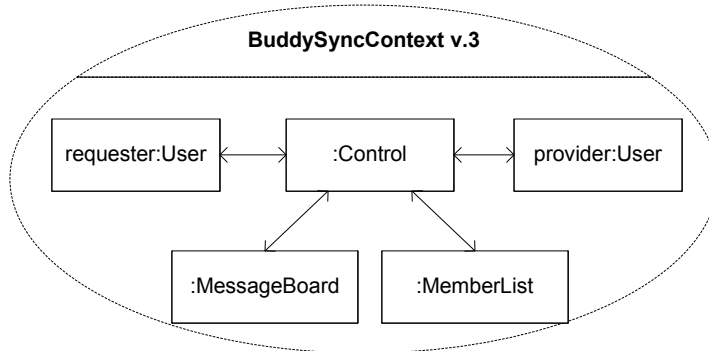 BuddySyncContext v.3
requester:User
:Control
provider:User
:MessageBoard
:MemberList